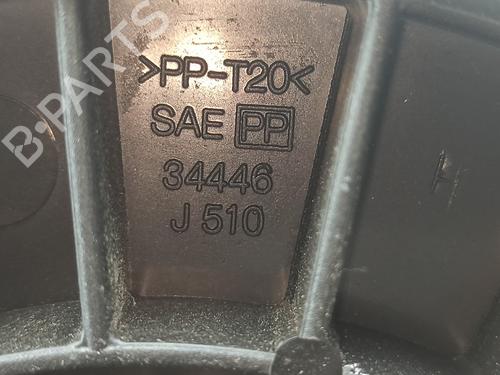 >PP-T20<
SAE PP
34446
J 510
B-PARTS